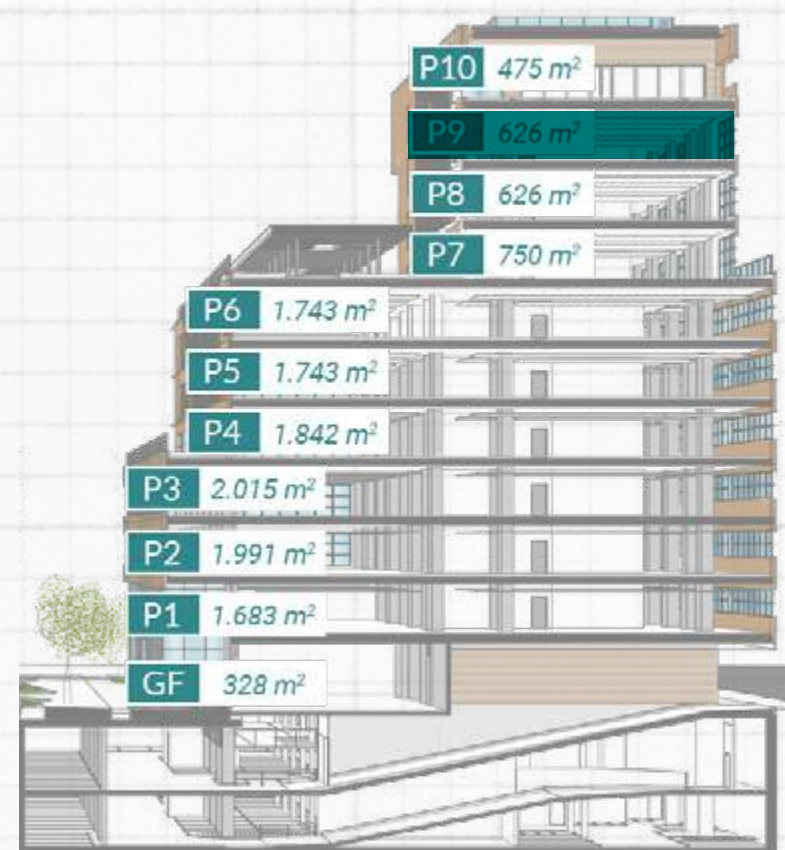 P10 475 m²
P9 626 m²
P8 626 m²
P7 750 m²
P6 1.743 m²
P5 1.743 m²
P4 1.842 m²
P3 2.015 m²
P2 1.991 m²
P1 1.683 m²
GF 328 m²